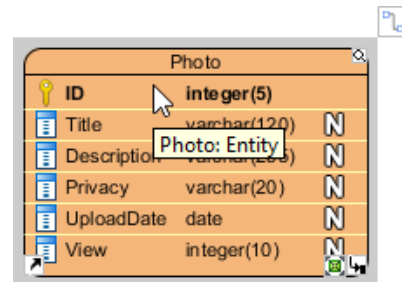 Photo
ID integer(5)
Title varchar(120) N
Photo: Entity
Description N
Privacy varchar(20) N
UploadDate date N
View integer(10) N